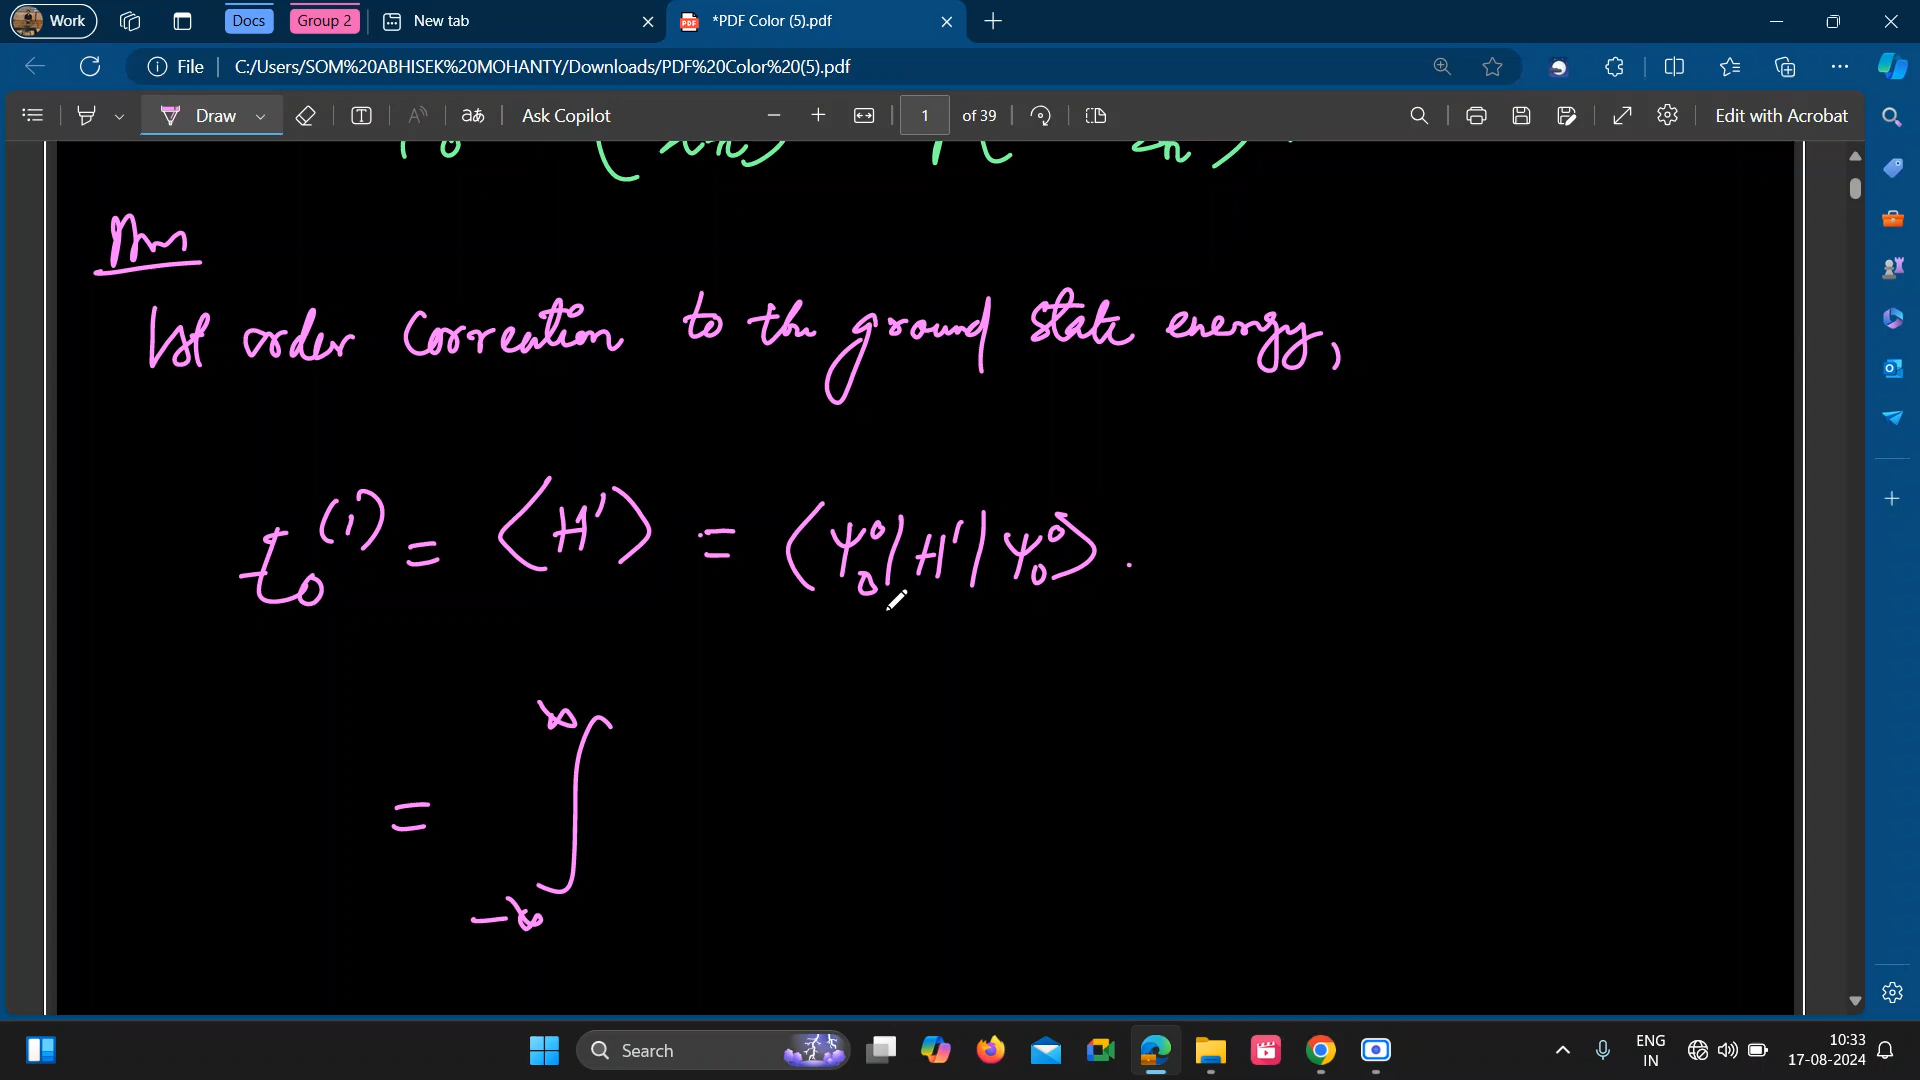 Work
Docs
Group 2
New tab
*PDF Color (5).pdf
File
C:/Users/SOM%20ABHISEK%20MOHANTY/Downloads/PDF%20Color%20(5).pdf
Draw
Ask Copilot
1 of 39
Edit with Acrobat
Ans
1st order correction to the ground state energy,
E₀⁽¹⁾ = ⟨H'⟩ = ⟨ψ₀⁰|H'|ψ₀⁰⟩.
= ∫
∞
-∞
Search
ENG
IN
10:33
17-08-2024